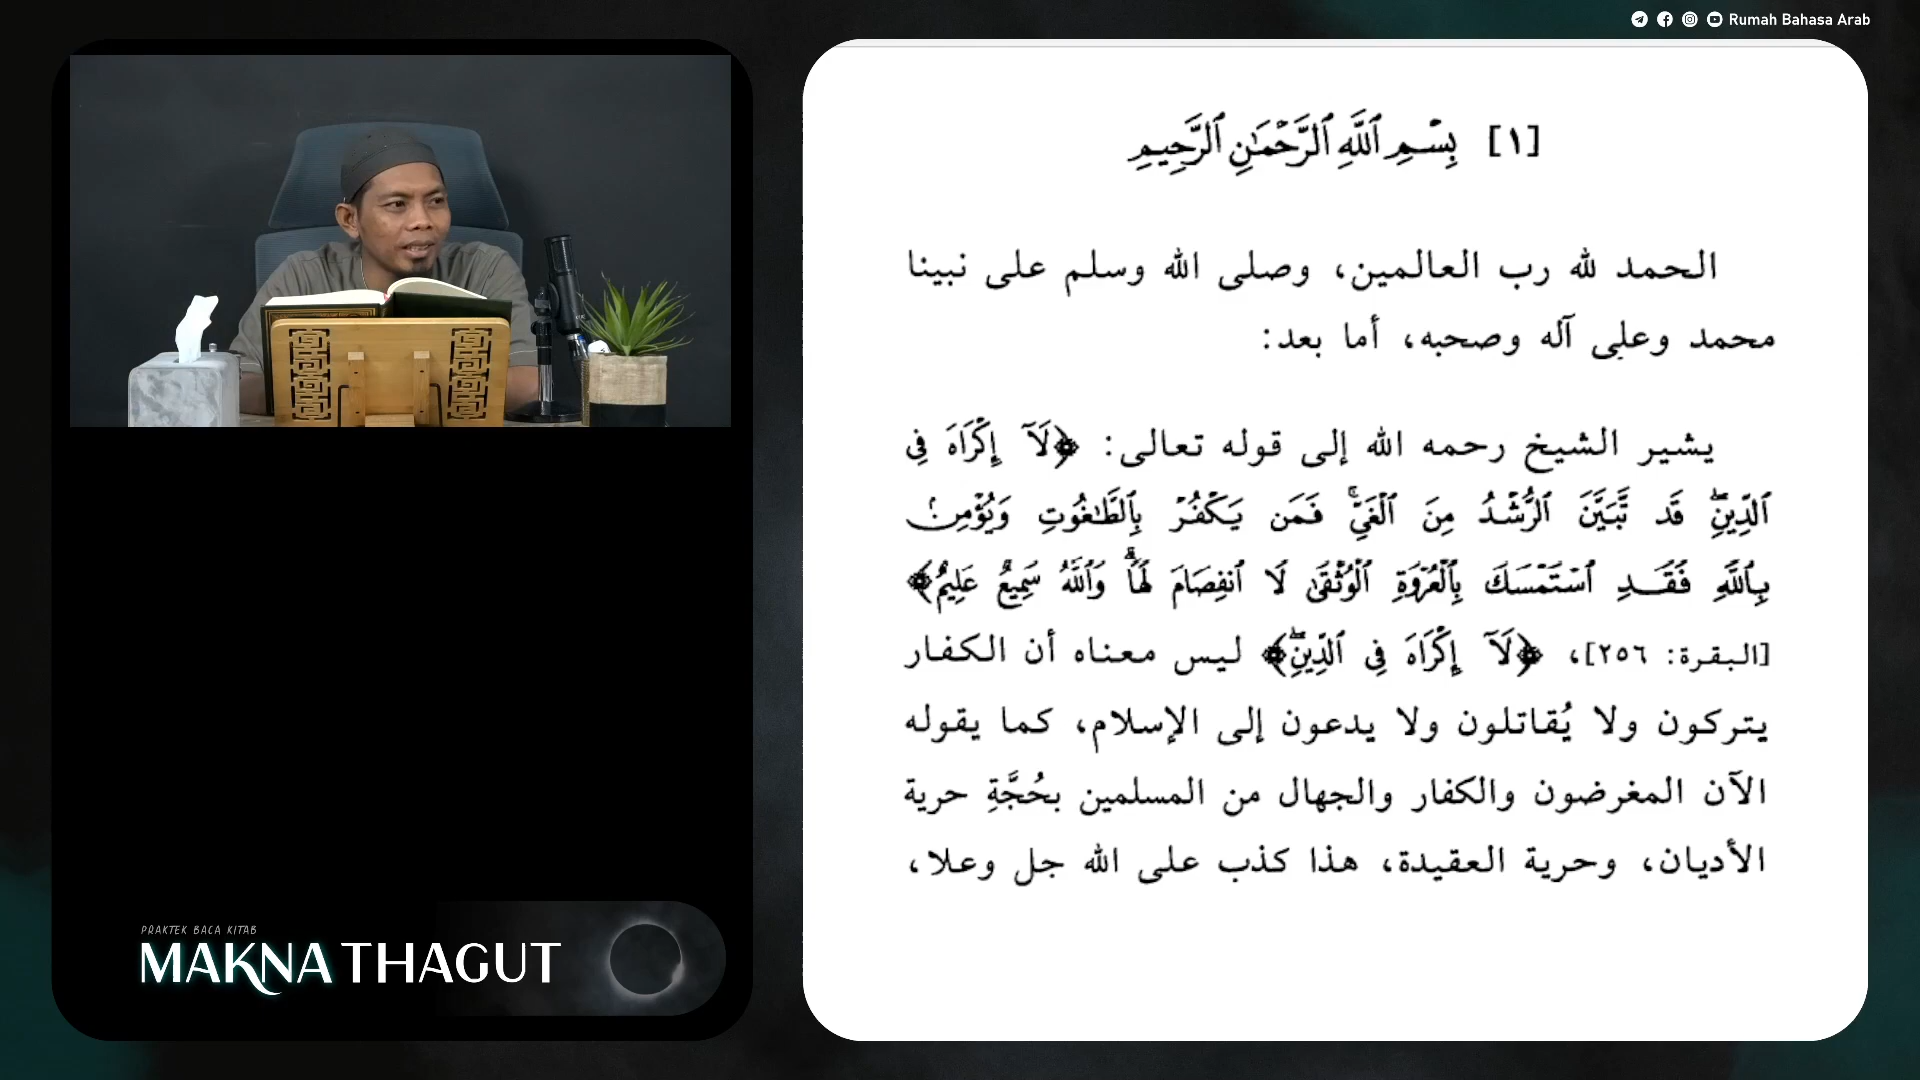 Rumah Bahasa Arab
[١] بِسْمِ ٱللَّهِ ٱلرَّحْمَٰنِ ٱلرَّحِيمِ
الحمد لله رب العالمين، وصلى الله وسلم على نبينا
محمد وعلى آله وصحبه، أما بعد:
يشير الشيخ رحمه الله إلى قوله تعالى: ﴿لَآ إِكْرَاهَ فِى
ٱلدِّينِۖ قَد تَّبَيَّنَ ٱلرُّشْدُ مِنَ ٱلْغَىِّۚ فَمَن يَكْفُرْ بِٱلطَّٰغُوتِ وَيُؤْمِنۢ
بِٱللَّهِ فَقَدِ ٱسْتَمْسَكَ بِٱلْعُرْوَةِ ٱلْوُثْقَىٰ لَا ٱنفِصَامَ لَهَاۗ وَٱللَّهُ سَمِيعٌ عَلِيمٌ﴾
[البقرة: ٢٥٦]، ﴿لَآ إِكْرَاهَ فِى ٱلدِّينِۖ﴾ ليس معناه أن الكفار
يتركون ولا يُقاتلون ولا يدعون إلى الإسلام، كما يقوله
الآن المغرضون والكفار والجهال من المسلمين بحُجَّةِ حرية
الأديان، وحرية العقيدة، هذا كذب على الله جل وعلا،
PRAKTEK BACA KITAB
MAKNA THAGUT